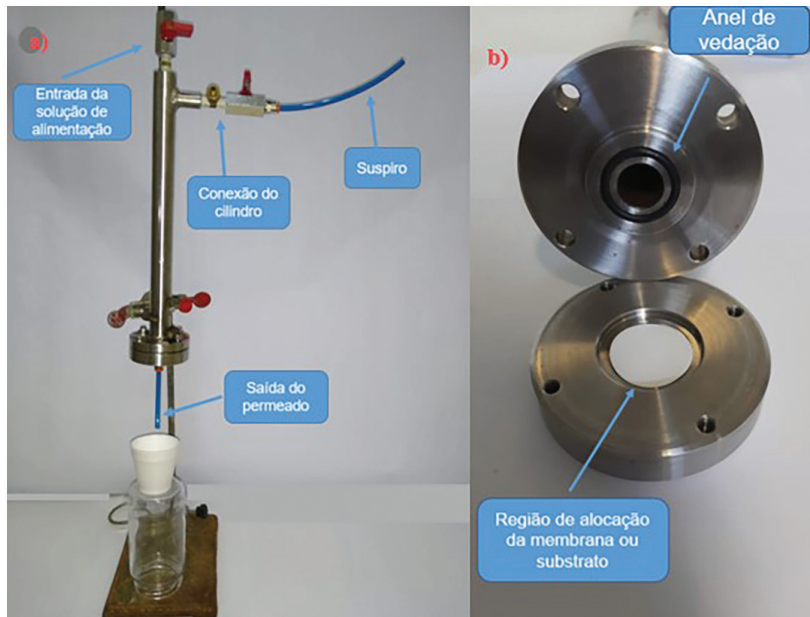 a)
Entrada da
solução de
alimentação
Suspiro
Conexão do
cilindro
Saída do
permeado
b)
Anel de
vedação
Região de alocação
da membrana ou
substrato